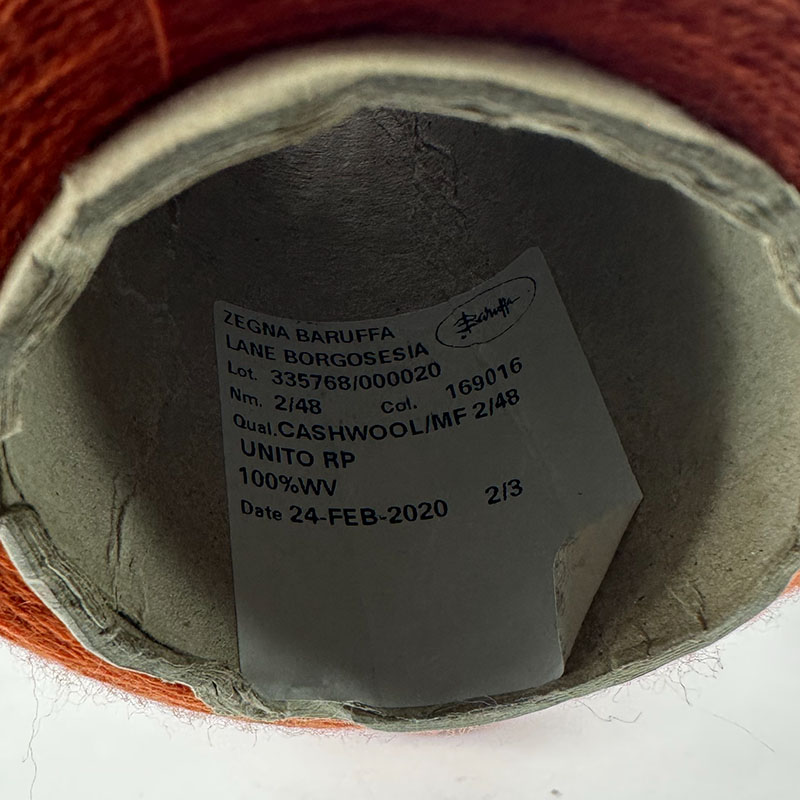 ZEGNA BARUFFA
Baruffa
LANE BORGOSESIA
Lot. 335768/000020
Nm. 2/48 Col. 169016
Qual.CASHWOOL/MF 2/48
UNITO RP
100%WV
Date 24-FEB-2020 2/3